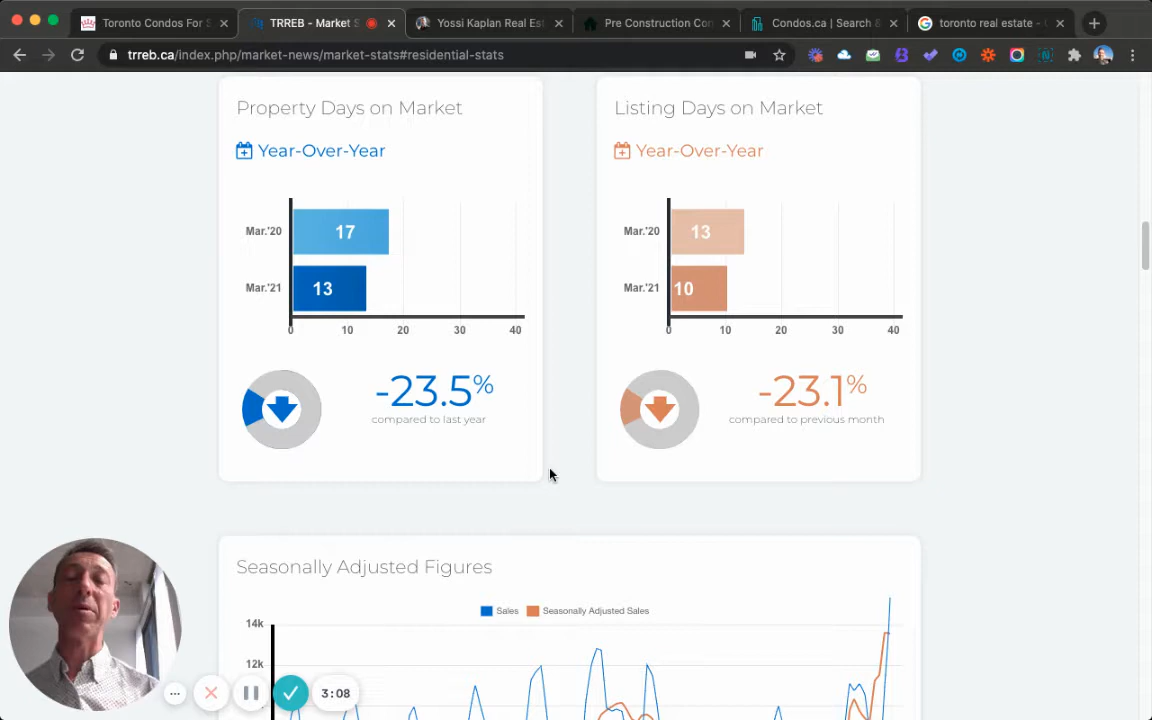 Toronto Condos For S
TRREB - Market S
Yossi Kaplan Real Est
Pre Construction Con
Condos.ca | Search &
toronto real estate -
trreb.ca/index.php/market-news/market-stats#residential-stats
Property Days on Market
Year-Over-Year
Mar.'20
17
Mar.'21
13
0 10 20 30 40
-23.5%
compared to last year
Listing Days on Market
Year-Over-Year
Mar.'20
13
Mar.'21
10
0 10 20 30 40
-23.1%
compared to previous month
Seasonally Adjusted Figures
Sales
Seasonally Adjusted Sales
14k
12k
3:08